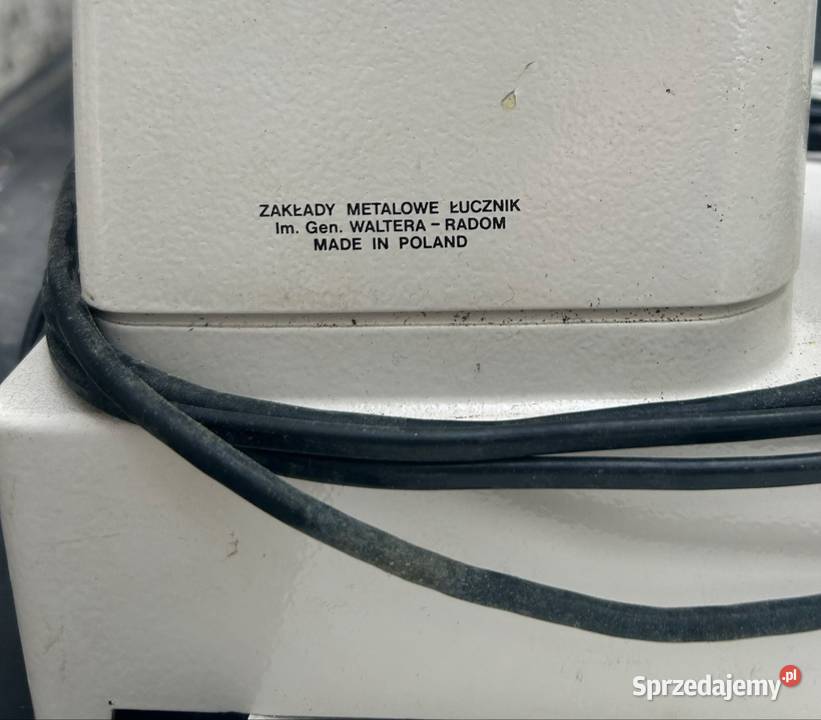 ZAKŁADY METALOWE ŁUCZNIK
Im. Gen. WALTERA – RADOM
MADE IN POLAND
Sprzedajemy.pl